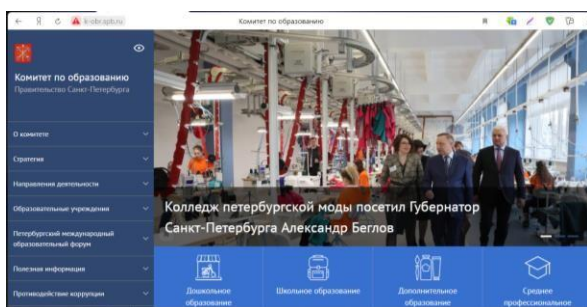 k-obr.spb.ru
Комитет по образованию
Комитет по образованию
Правительство Санкт-Петербурга
О комитете
Стратегия
Направления деятельности
Образовательные учреждения
Петербургский международный
образовательный форум
Полезная информация
Противодействие коррупции
Колледж петербургской моды посетил Губернатор
Санкт-Петербурга Александр Беглов
Дошкольное
образование
Школьное образование
Дополнительное
образование
Среднее
профессиональное